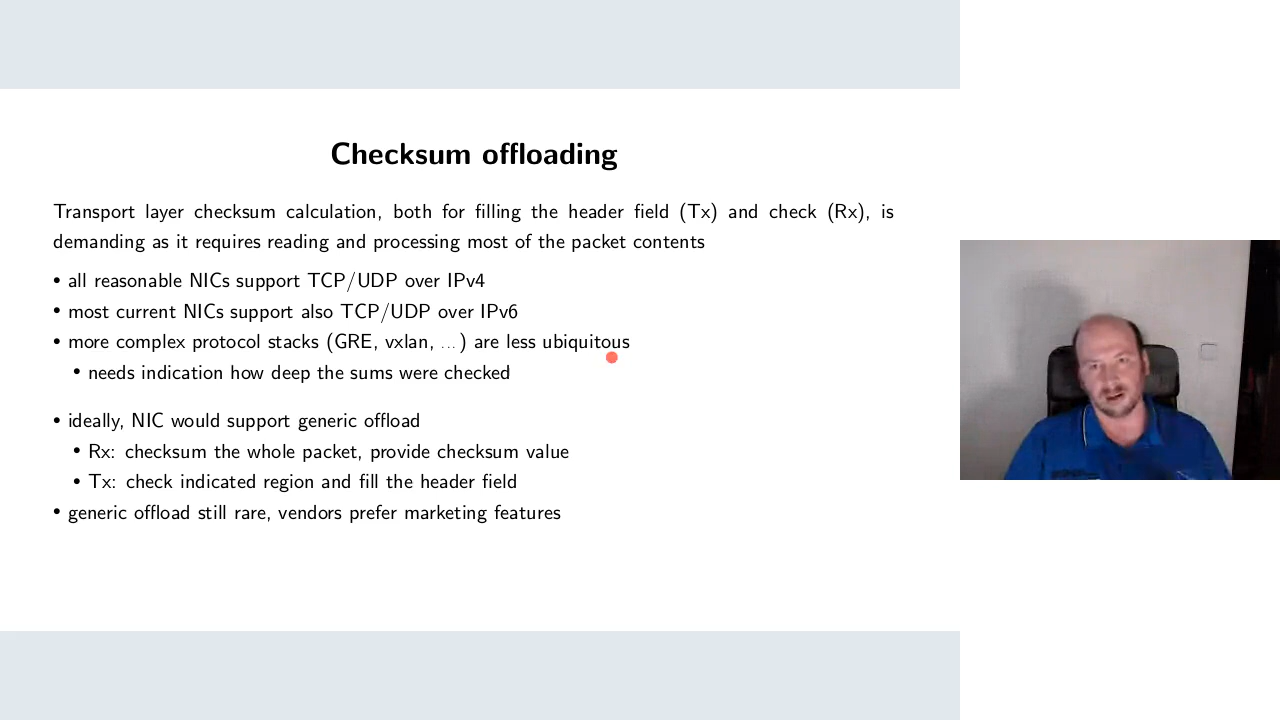 Checksum offloading
Transport layer checksum calculation, both for filling the header field (Tx) and check (Rx), is
demanding as it requires reading and processing most of the packet contents
• all reasonable NICs support TCP/UDP over IPv4
• most current NICs support also TCP/UDP over IPv6
• more complex protocol stacks (GRE, vxlan, ...) are less ubiquitous
• needs indication how deep the sums were checked
• ideally, NIC would support generic offload
• Rx: checksum the whole packet, provide checksum value
• Tx: check indicated region and fill the header field
• generic offload still rare, vendors prefer marketing features